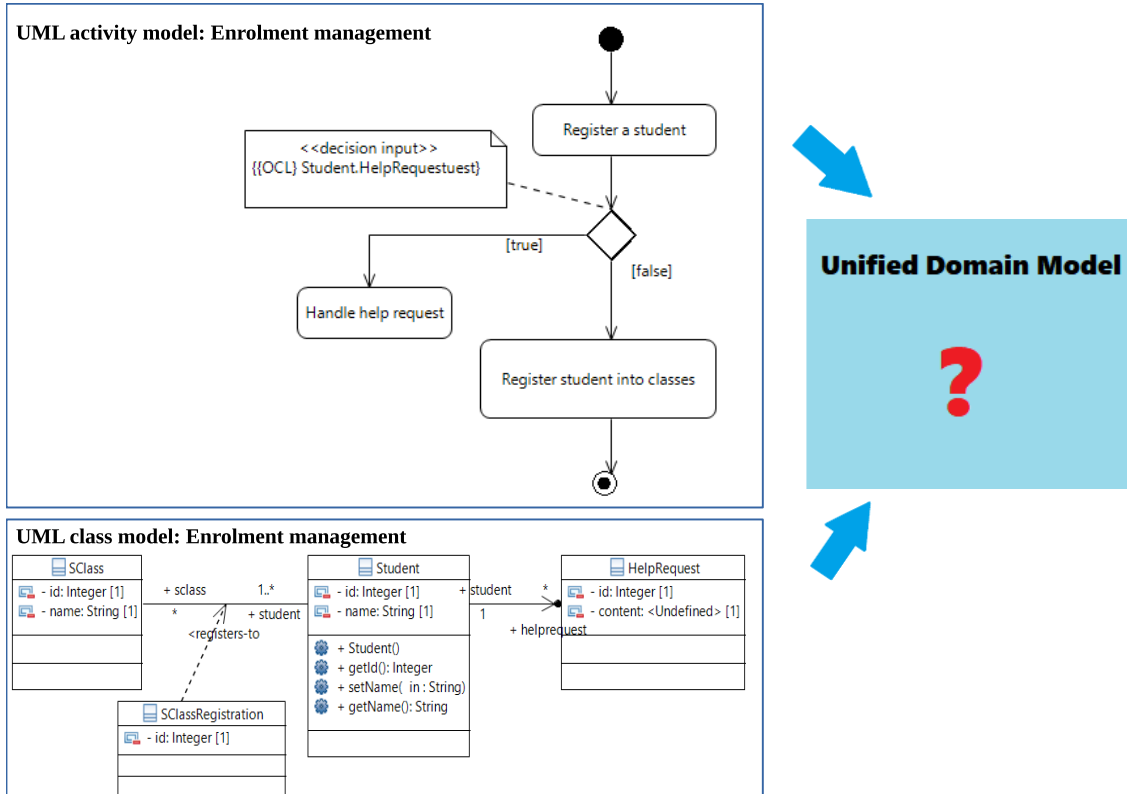 UML activity model: Enrolment management
Register a student
<<decision input>>
{{OCL} Student.HelpRequestuest}
[true]
[false]
Handle help request
Register student into classes
Unified Domain Model
?
UML class model: Enrolment management
SClass
- id: Integer [1]
- name: String [1]
+ sclass
*
1..*
+ student
<registers-to
Student
- id: Integer [1]
- name: String [1]
+ Student()
+ getId(): Integer
+ setName( in : String)
+ getName(): String
+ student
1
*
+ helprequest
HelpRequest
- id: Integer [1]
- content: <Undefined> [1]
SClassRegistration
- id: Integer [1]